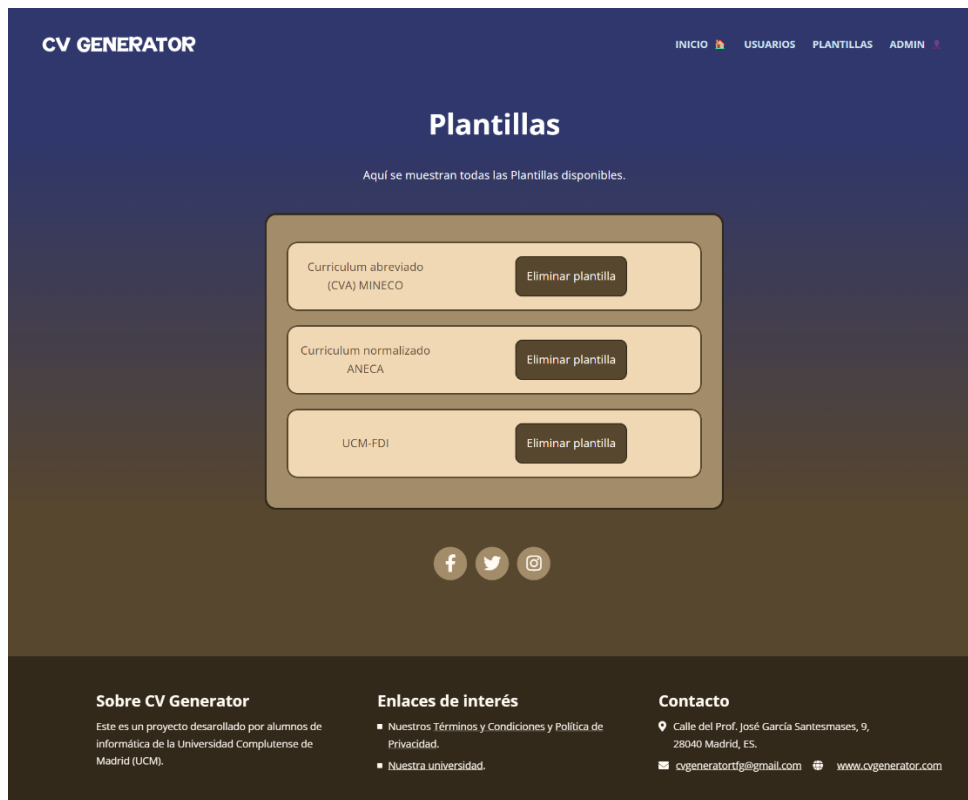 CV GENERATOR
INICIO USUARIOS PLANTILLAS ADMIN
Plantillas
Aquí se muestran todas las Plantillas disponibles.
Curriculum abreviado
(CVA) MINECO
Eliminar plantilla
Curriculum normalizado
ANECA
Eliminar plantilla
UCM-FDI
Eliminar plantilla
Sobre CV Generator
Este es un proyecto desarollado por alumnos de
informática de la Universidad Complutense de
Madrid (UCM).
Enlaces de interés
Nuestros Términos y Condiciones y Política de
Privacidad.
Nuestra universidad.
Contacto
Calle del Prof. José García Santesmases, 9,
28040 Madrid, ES.
cvgeneratortfg@gmail.com www.cvgenerator.com